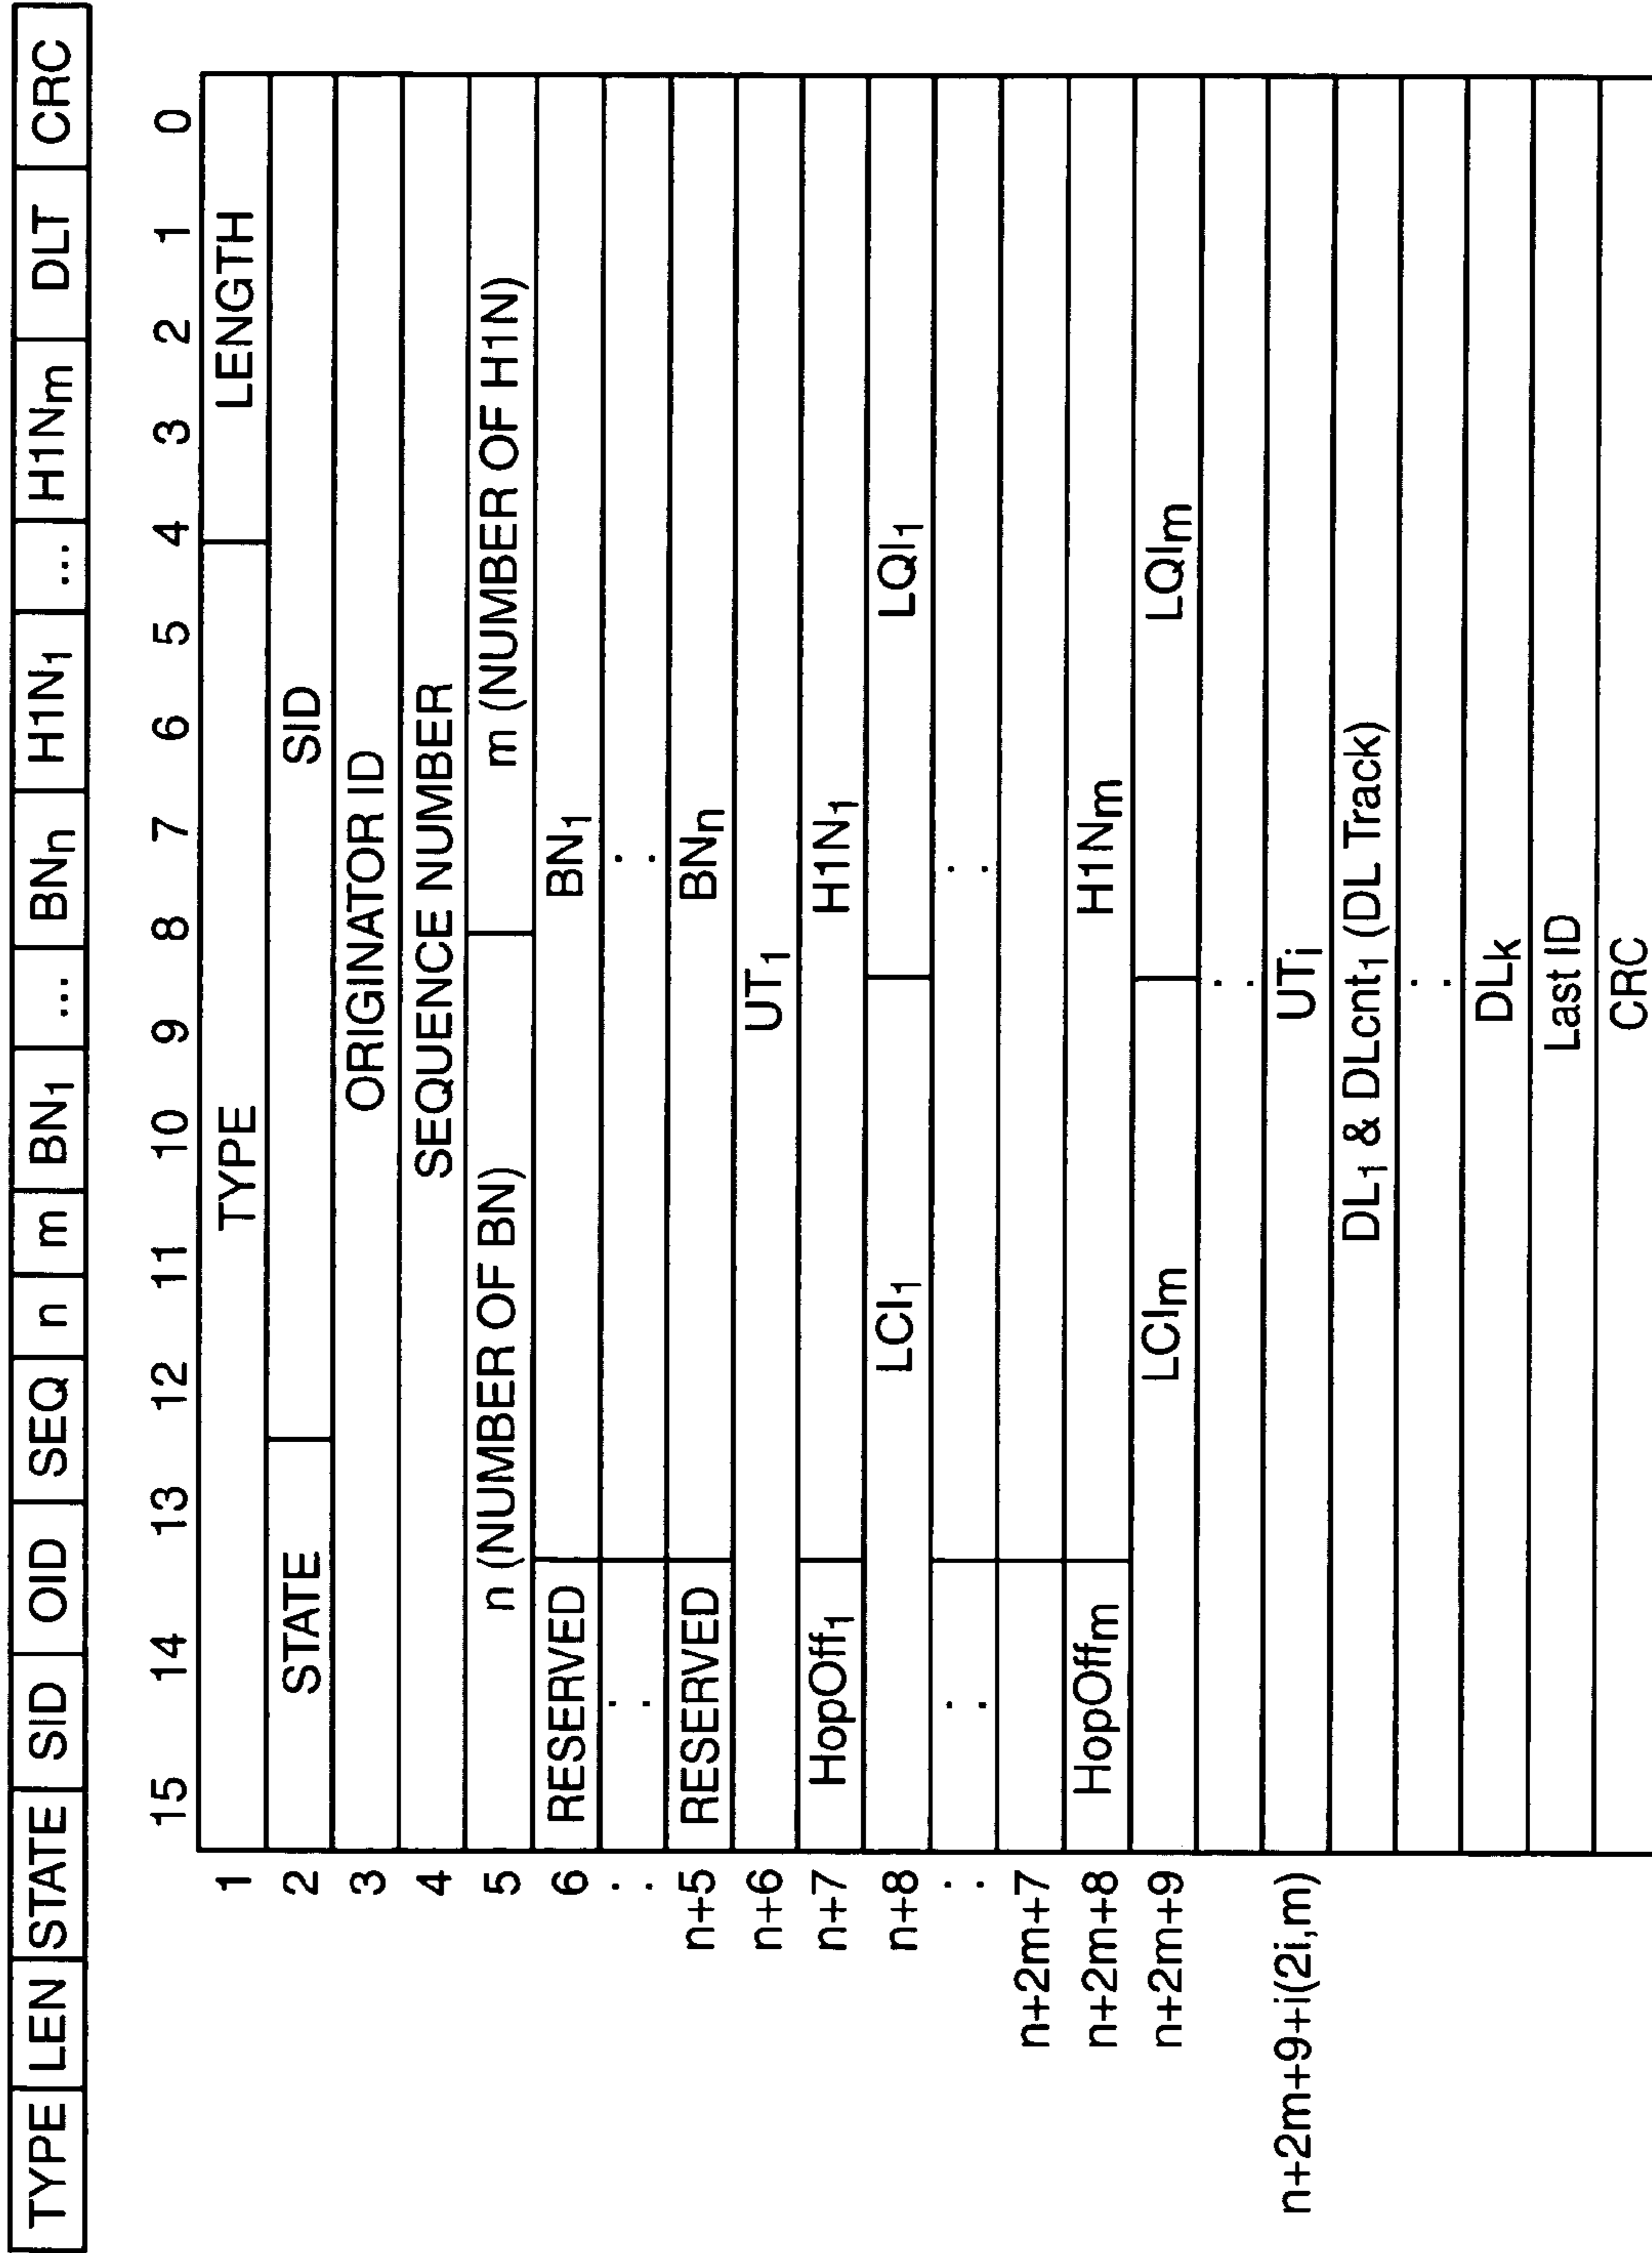 TYPE LEN STATE SID OID SEQ n m BN1 ... BNn H1N1 ... H1Nm DLT CRC
15 14 13 12 11 10 9 8 7 6 5 4 3 2 1 0
1 TYPE LENGTH
2 STATE SID
3 ORIGINATOR ID
4 SEQUENCE NUMBER
5 n (NUMBER OF BN) m (NUMBER OF H1N)
6 RESERVED BN1
.. .. ..
n+5 RESERVED BNn
n+6 UT1
n+7 HopOff1 H1N1
n+8 LCI1 LQI1
.. .. ..
n+2m+7
n+2m+8 HopOffm H1Nm
n+2m+9 LCIm LQIm
..
n+2m+9+i(2i,m) UTi
DL1 & DLcnt1 (DL Track)
..
DLk
Last ID
CRC